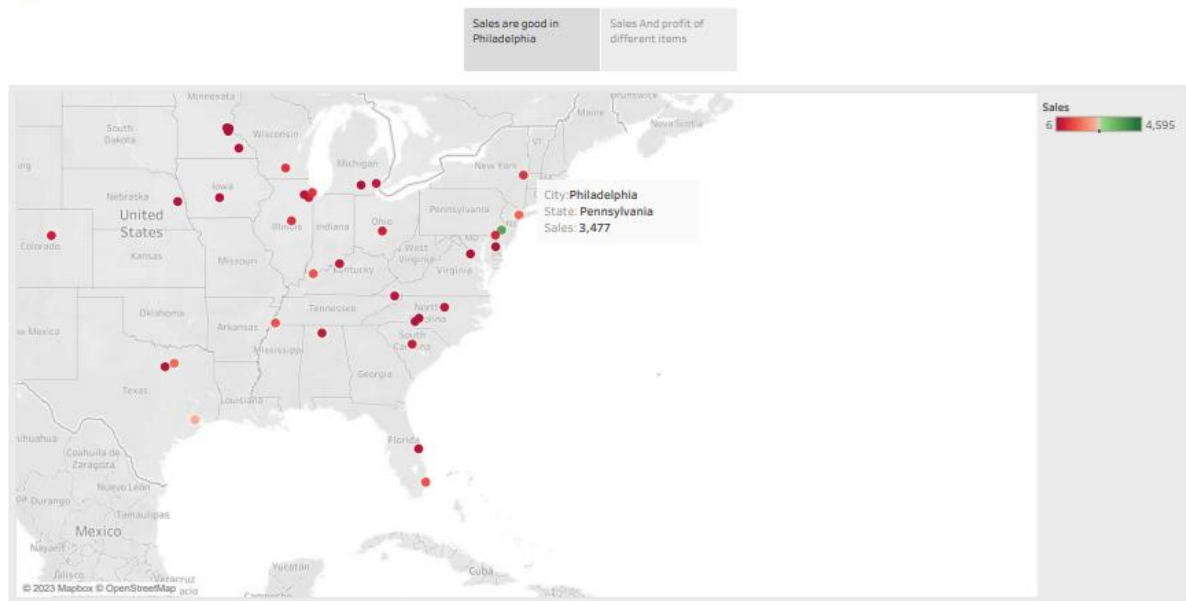 Sales are good in
Philadelphia
Sales And profit of
different items
Sales
6
4,595
Minnesota
Maine
Nova Scotia
South
Dakota
Wisconsin
VT
Michigan
New York
City:Philadelphia
State: Pennsylvania
Sales: 3,477
Nebraska
Iowa
Pennsylvania
United
States
Illinois
Indiana
Ohio
NJ
Colorado
Kansas
Missouri
West
Virginia
Virginia
Kentucky
Oklahoma
Tennessee
North
Arkansas
Mississippi
South
Georgia
Texas
Louisiana
Florida
Coahuila de
Zaragoza
Nuevo León
Durango
Tamaulipas
Mexico
Nayarit
Jalisco
Veracruz
Yucatán
Cuba
© 2023 Mapbox © OpenStreetMap